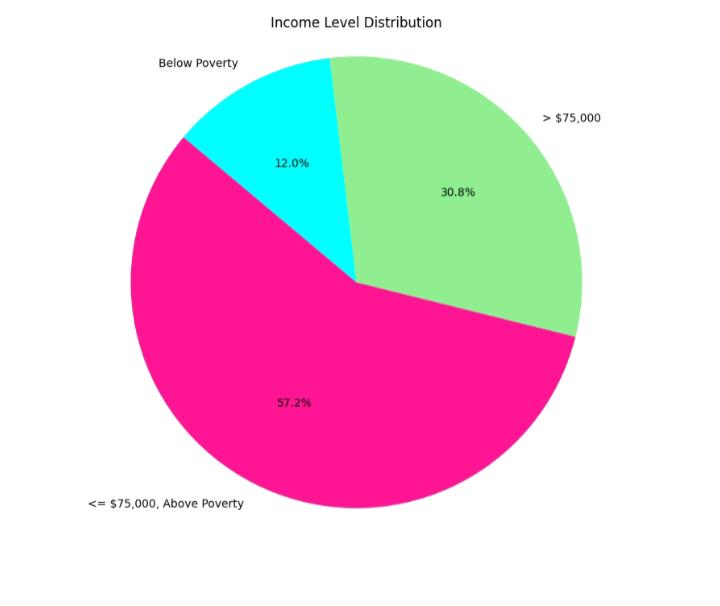 Income Level Distribution
Below Poverty
> $75,000
12.0%
30.8%
57.2%
<= $75,000, Above Poverty